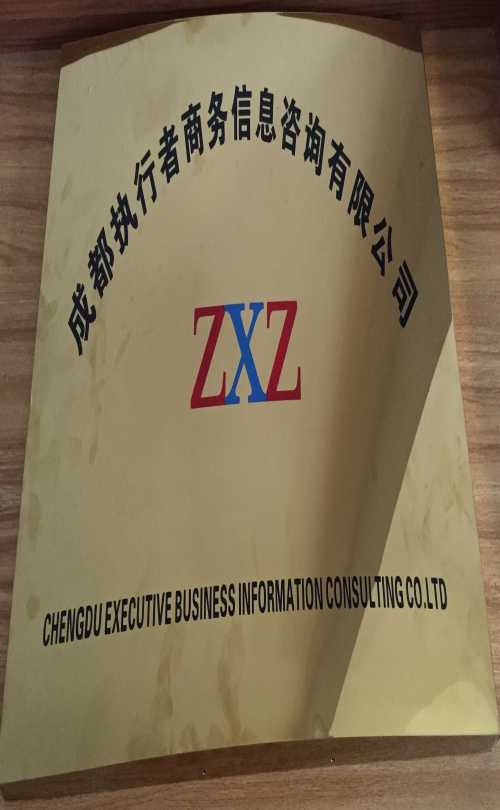 成都执行者商务信息咨询有限公司
ZXZ
CHENGDU EXECUTIVE BUSINESS INFORMATION CONSULTING CO.LTD